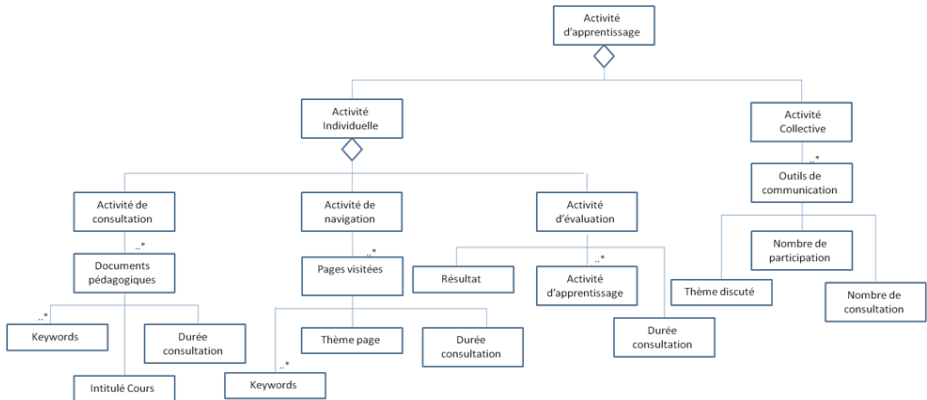 Activité
d'apprentissage
Activité
Individuelle
Activité
Collective
..*
Outils de
communication
Activité de
consultation
Activité de
navigation
Activité
d'évaluation
..*
..*
..*
Documents
pédagogiques
Pages visitées
Résultat
Activité
d'apprentissage
Nombre de
participation
Thème discuté
Nombre de
consultation
..*
Keywords
Durée
consultation
Thème page
Durée
consultation
Durée
consultation
..*
Intitulé Cours
Keywords